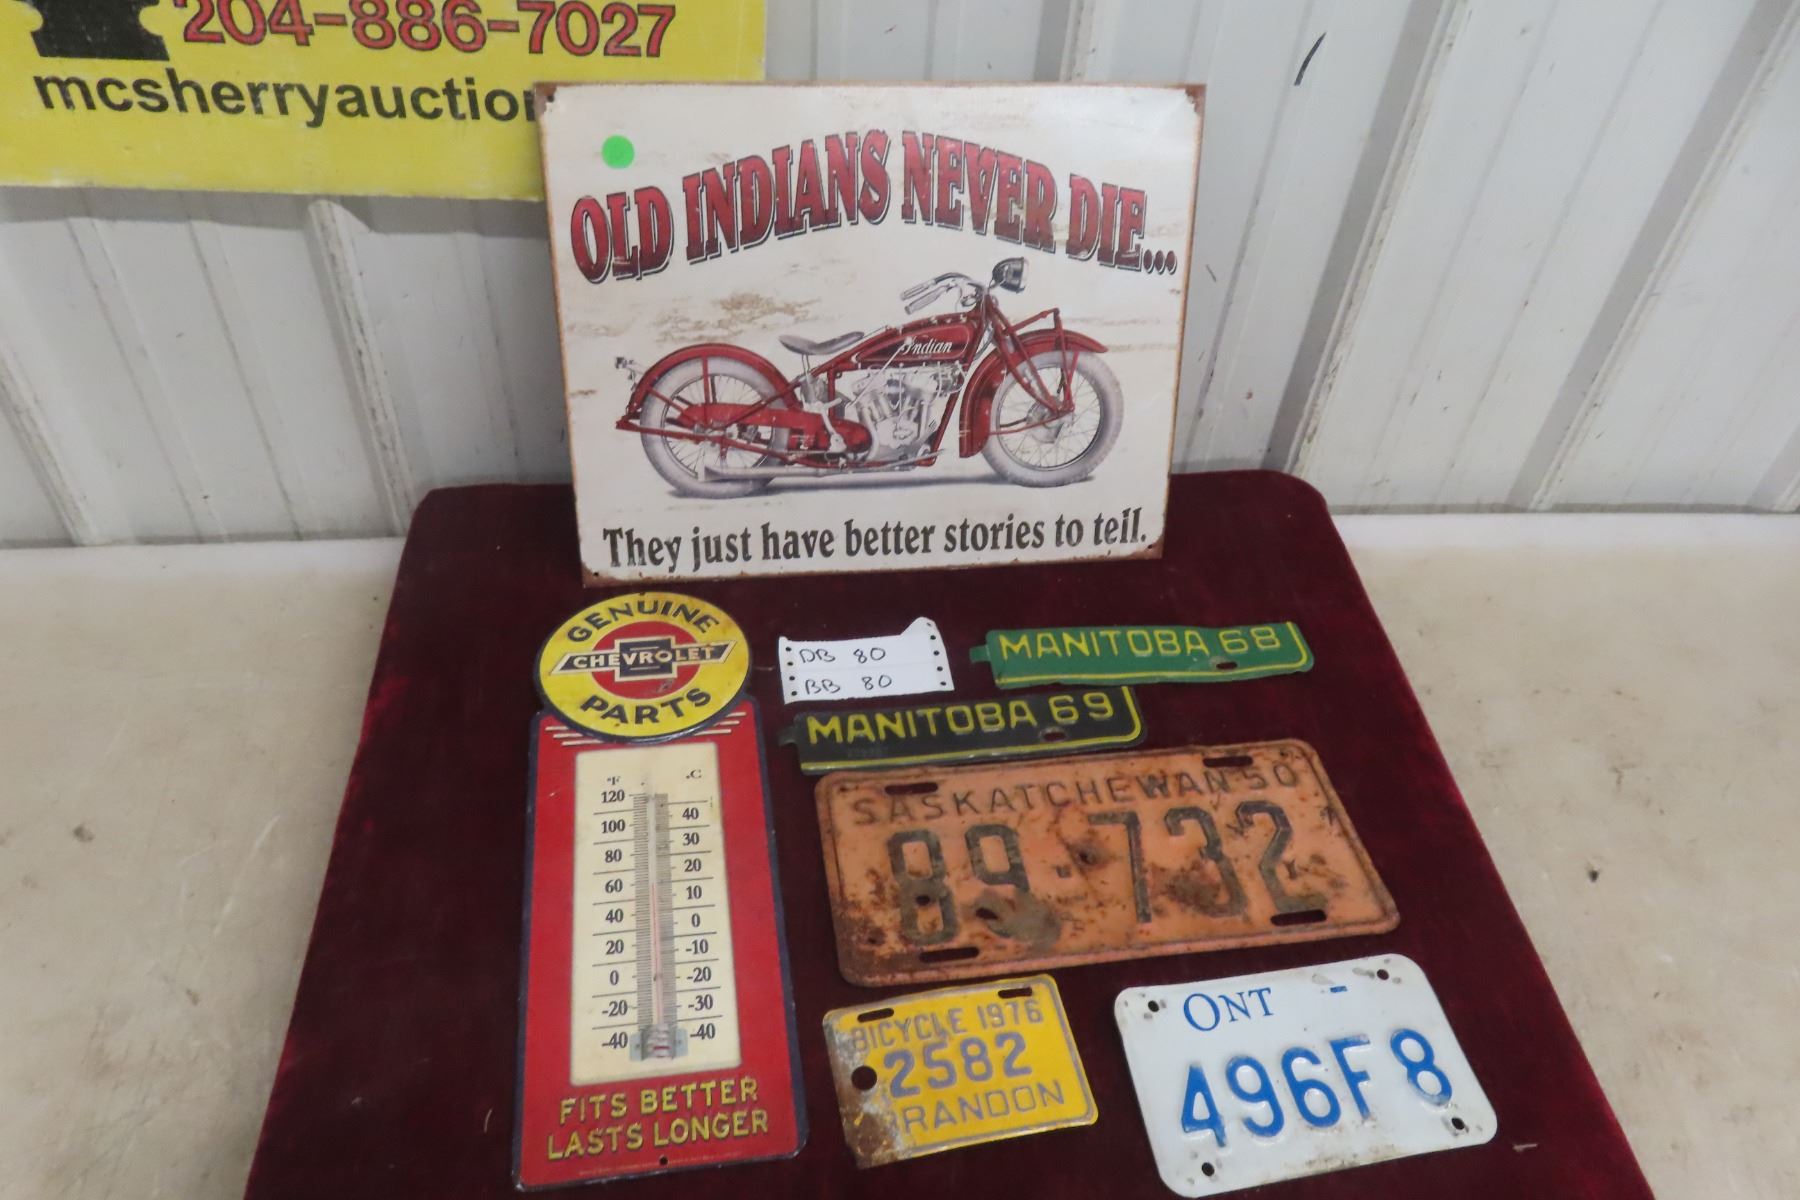 204-886-7027
mcsherryauction
OLD INDIANS NEVER DIE...
Indian
They just have better stories to tell.
GENUINE
CHEVROLET
PARTS
°F °C
120
100
80
60
40
20
0
-20
-40
40
30
20
10
0
-10
-20
-30
-40
FITS BETTER
LASTS LONGER
DB 80
BB 80
MANITOBA 68
MANITOBA 69
SASKATCHEWAN 50
89-732
BICYCLE 1976
2582
BRANDON
ONT
496F8